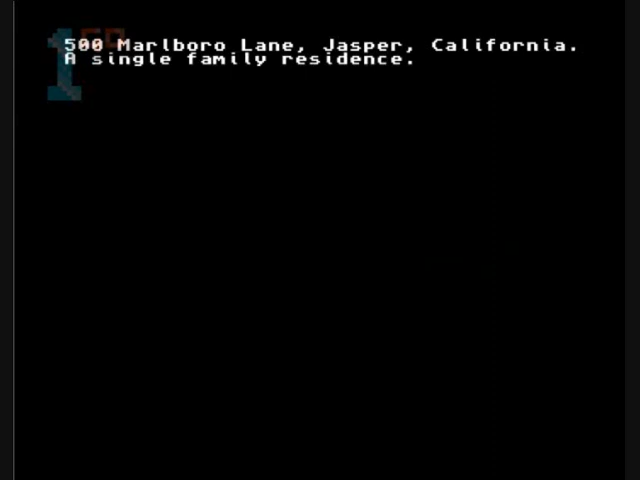 500 Marlboro Lane, Jasper, California.
A single family residence.